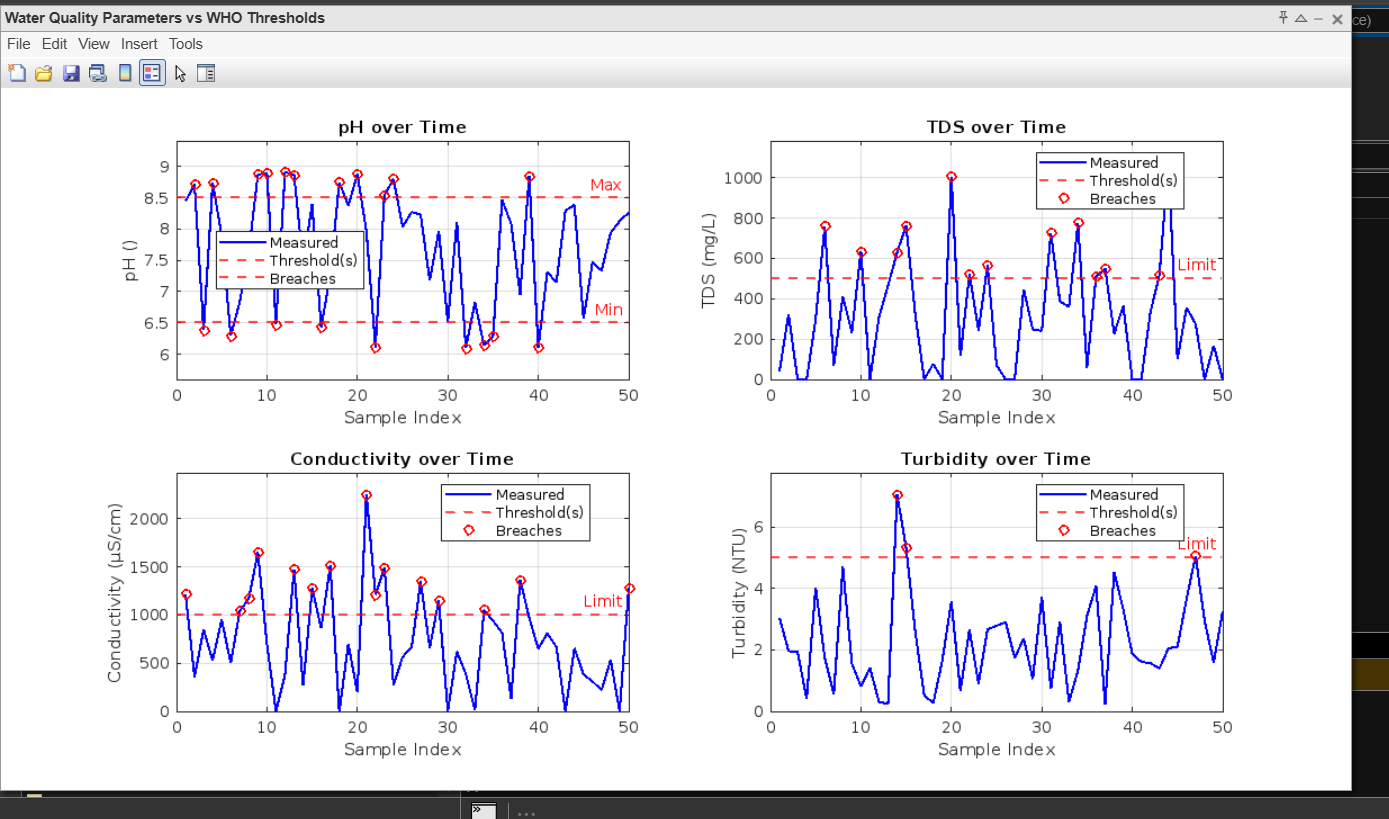 Water Quality Parameters vs WHO Thresholds
ce)
File Edit View Insert Tools
pH over Time
9
8.5
8
7.5
7
6.5
6
pH ()
Max
Min
Measured
Threshold(s)
Breaches
0 10 20 30 40 50
Sample Index
TDS over Time
1000
800
600
400
200
0
TDS (mg/L)
Measured
Threshold(s)
Breaches
Limit
0 10 20 30 40 50
Sample Index
Conductivity over Time
2000
1500
1000
500
0
Conductivity (µS/cm)
Measured
Threshold(s)
Breaches
Limit
0 10 20 30 40 50
Sample Index
Turbidity over Time
6
4
2
0
Turbidity (NTU)
Measured
Threshold(s)
Breaches
Limit
0 10 20 30 40 50
Sample Index
»
...